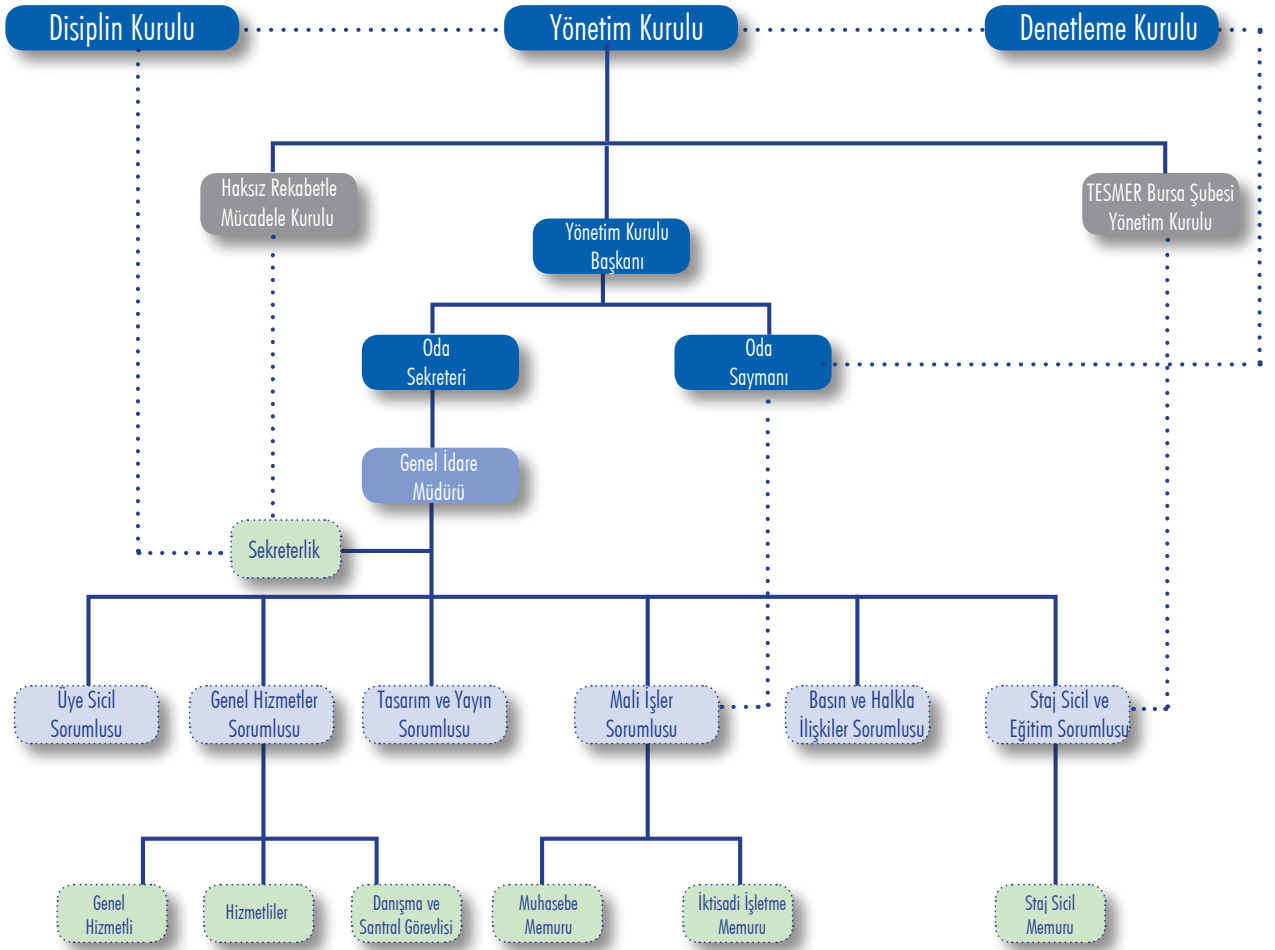 Disiplin Kurulu
Yönetim Kurulu
Denetleme Kurulu
Haksız Rekabetle
Mücadele Kurulu
TESMER Bursa Şubesi
Yönetim Kurulu
Yönetim Kurulu
Başkanı
Oda
Sekreteri
Oda
Saymanı
Genel İdare
Müdürü
Sekreterlik
Üye Sicil
Sorumlusu
Genel Hizmetler
Sorumlusu
Tasarım ve Yayın
Sorumlusu
Mali İşler
Sorumlusu
Basın ve Halkla
İlişkiler Sorumlusu
Staj Sicil ve
Eğitim Sorumlusu
Genel
Hizmetli
Hizmetliler
Danışma ve
Santral Görevlisi
Muhasebe
Memuru
İktisadi İşletme
Memuru
Staj Sicil
Memuru